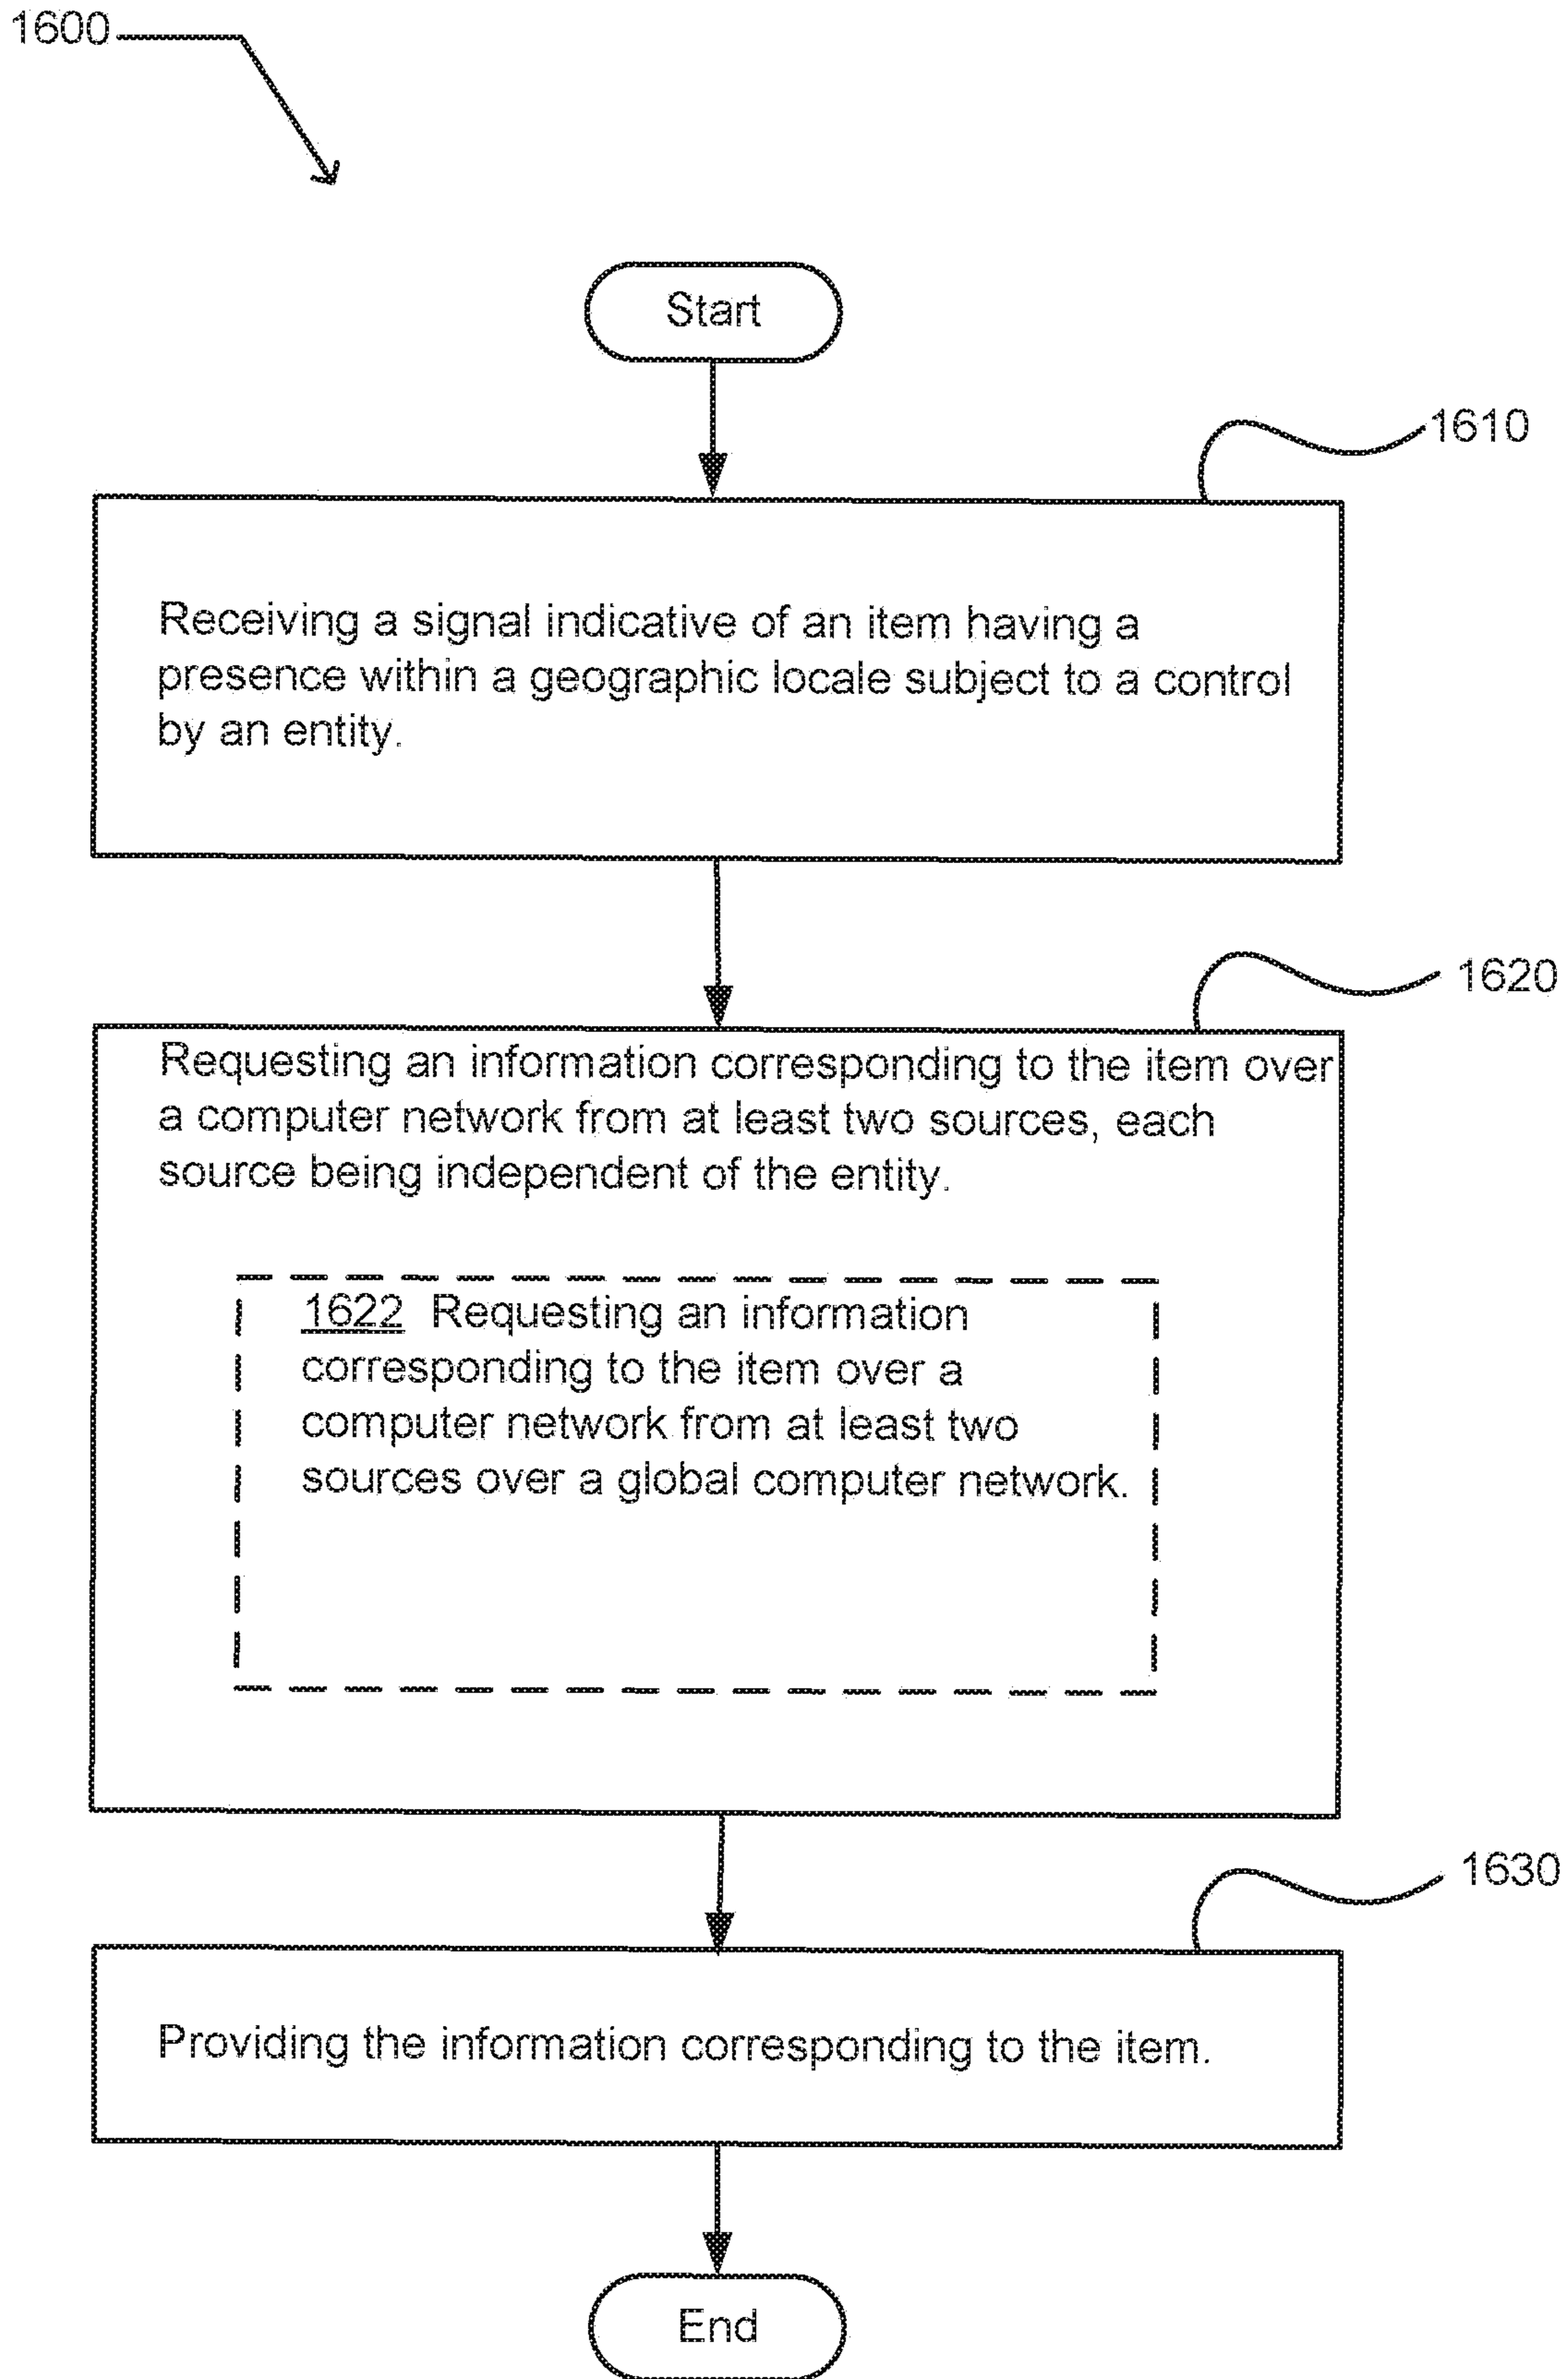 1600
Start
1610
Receiving a signal indicative of an item having a
presence within a geographic locale subject to a control
by an entity.
1620
Requesting an information corresponding to the item over
a computer network from at least two sources, each
source being independent of the entity.
1622 Requesting an information
corresponding to the item over a
computer network from at least two
sources over a global computer network.
1630
Providing the information corresponding to the item.
End